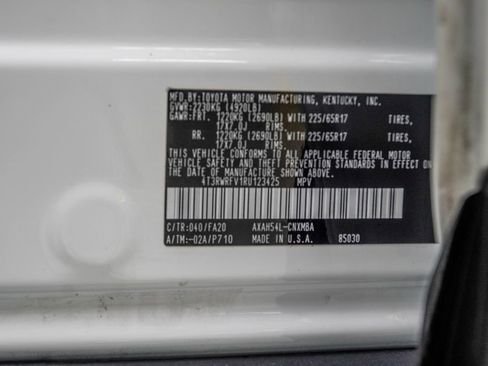 MFD.BY: TOYOTA MOTOR MANUFACTURING, KENTUCKY, INC.
GVWR: 2230KG (4920LB)
GAWR: FRT. 1220KG (2690LB) WITH 225/65R17 TIRES,
17X7.0J RIMS,
RR. 1220KG (2690LB) WITH 225/65R17 TIRES,
17X7.0J RIMS,
THIS VEHICLE CONFORMS TO ALL APPLICABLE FEDERAL MOTOR
VEHICLE SAFETY AND THEFT PREVENTION STANDARDS IN EFFECT ON
THE DATE OF MANUFACTURE SHOWN ABOVE.
4T3RWRFV1RU123425 MPV
C/TR: 040/FA20 AXAH54L-CNXMBA
A/TM: -02A/P710 MADE IN U.S.A. 85030